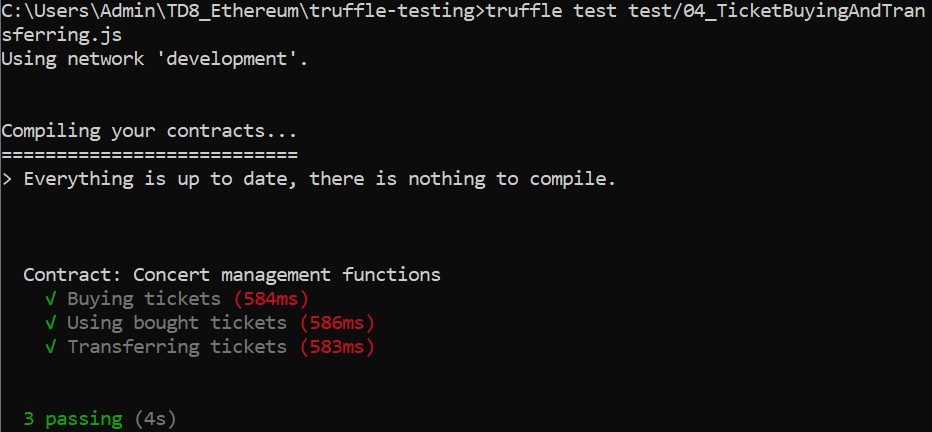 C:\Users\Admin\TD8_Ethereum\truffle-testing>truffle test test/04_TicketBuyingAndTran
sferring.js
Using network 'development'.
Compiling your contracts...
===========================
> Everything is up to date, there is nothing to compile.
Contract: Concert management functions
√ Buying tickets (584ms)
√ Using bought tickets (586ms)
√ Transferring tickets (583ms)
3 passing (4s)